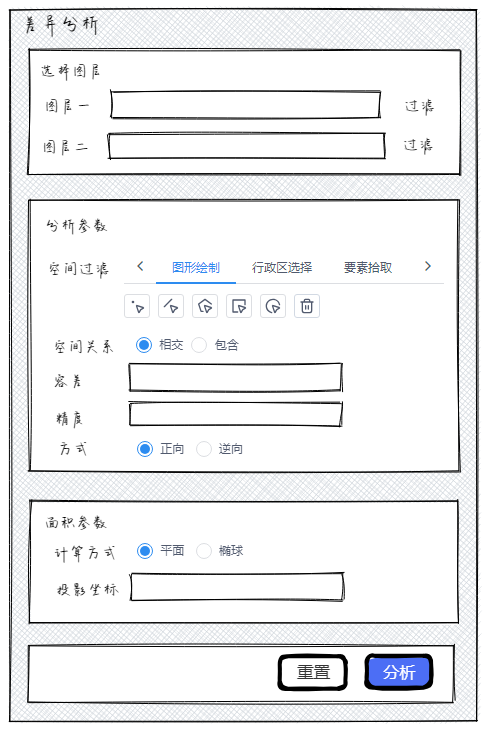 差异分析
选择图层
图层一 过滤
图层二 过滤
分析参数
空间过滤 图形绘制 行政区选择 要素拾取
空间关系 相交 包含
容差
精度
方式 正向 逆向
面积参数
计算方式 平面 椭球
投影坐标
重置 分析